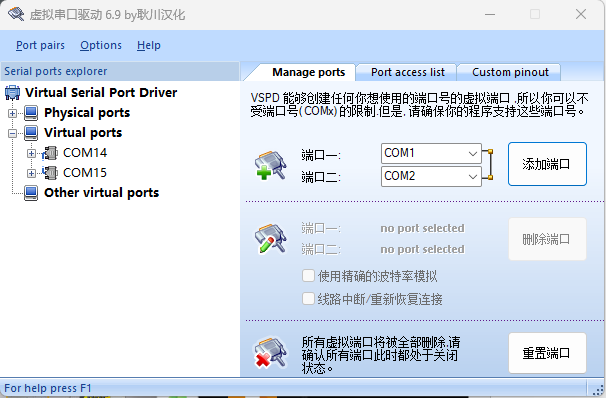 虚拟串口驱动 6.9 by耿川汉化
Port pairs Options Help
Serial ports explorer
Virtual Serial Port Driver
Physical ports
Virtual ports
COM14
COM15
Other virtual ports
Manage ports Port access list Custom pinout
VSPD 能够创建任何你想使用的端口号的虚拟端口 ,所以你可以不
受端口号(COMx)的限制.但是, 请确保你的程序支持这些端口号。
端口一: COM1
端口二: COM2
添加端口
端口一: no port selected
端口二: no port selected
删除端口
使用精确的波特率模拟
线路中断/重新恢复连接
所有虚拟端口将被全部删除,请
确认所有端口此时都处于关闭
状态。
重置端口
For help press F1